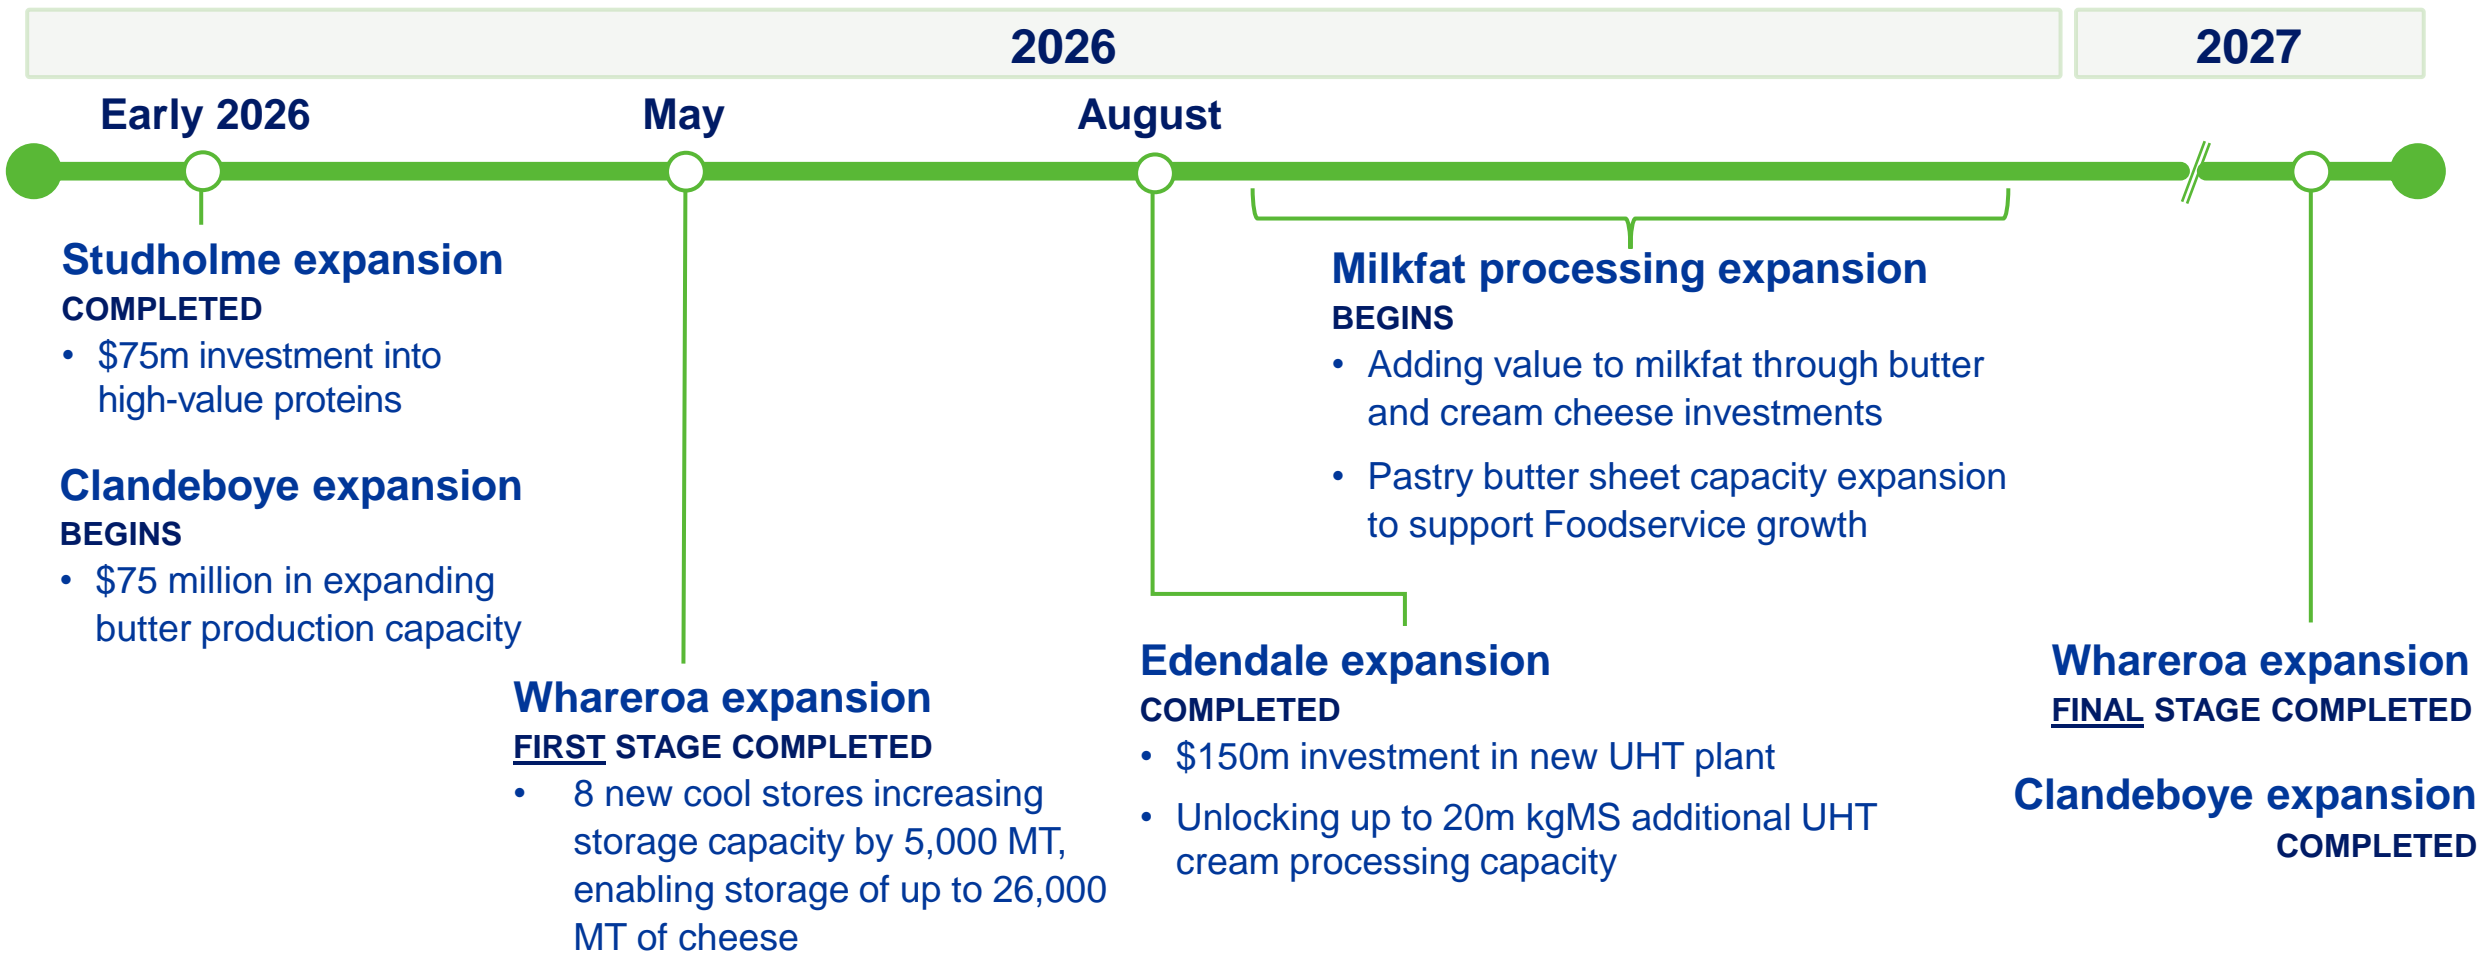 2026
2027
Early 2026
May
August
Studholme expansion
COMPLETED
• $75m investment into
high-value proteins
Clandeboye expansion
BEGINS
• $75 million in expanding
butter production capacity
Whareroa expansion
FIRST STAGE COMPLETED
• 8 new cool stores increasing
storage capacity by 5,000 MT,
enabling storage of up to 26,000
MT of cheese
Milkfat processing expansion
BEGINS
• Adding value to milkfat through butter
and cream cheese investments
• Pastry butter sheet capacity expansion
to support Foodservice growth
Edendale expansion
COMPLETED
• $150m investment in new UHT plant
• Unlocking up to 20m kgMS additional UHT
cream processing capacity
Whareroa expansion
FINAL STAGE COMPLETED
Clandeboye expansion
COMPLETED